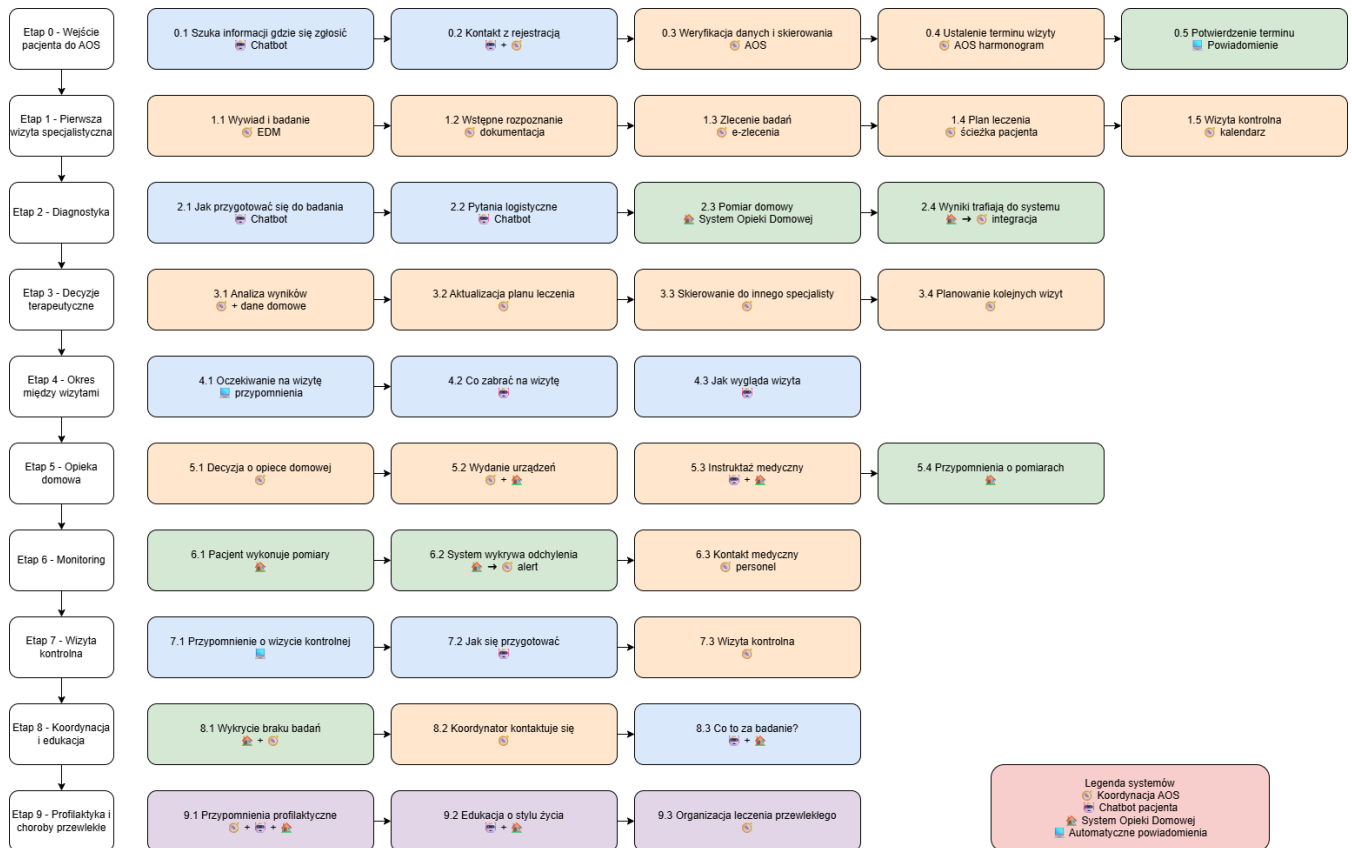 Etap 0 - Wejście
pacjenta do AOS
0.1 Szuka informacji gdzie się zgłosić
Chatbot
0.2 Kontakt z rejestracją
+
0.3 Weryfikacja danych i skierowania
AOS
0.4 Ustalenie terminu wizyty
AOS harmonogram
0.5 Potwierdzenie terminu
Powiadomienie
Etap 1 - Pierwsza
wizyta specjalistyczna
1.1 Wywiad i badanie
EDM
1.2 Wstępne rozpoznanie
dokumentacja
1.3 Zlecenie badań
e-zlecenia
1.4 Plan leczenia
ścieżka pacjenta
1.5 Wizyta kontrolna
kalendarz
Etap 2 - Diagnostyka
2.1 Jak przygotować się do badania
Chatbot
2.2 Pytania logistyczne
Chatbot
2.3 Pomiar domowy
System Opieki Domowej
2.4 Wyniki trafiają do systemu
➜ integracja
Etap 3 - Decyzje
terapeutyczne
3.1 Analiza wyników
+ dane domowe
3.2 Aktualizacja planu leczenia
3.3 Skierowanie do innego specjalisty
3.4 Planowanie kolejnych wizyt
Etap 4 - Okres
między wizytami
4.1 Oczekiwanie na wizytę
przypomnienia
4.2 Co zabrać na wizytę
4.3 Jak wygląda wizyta
Etap 5 - Opieka
domowa
5.1 Decyzja o opiece domowej
5.2 Wydanie urządzeń
+
5.3 Instruktaż medyczny
+
5.4 Przypomnienia o pomiarach
Etap 6 - Monitoring
6.1 Pacjent wykonuje pomiary
6.2 System wykrywa odchylenia
➜ alert
6.3 Kontakt medyczny
personel
Etap 7 - Wizyta
kontrolna
7.1 Przypomnienie o wizycie kontrolnej
7.2 Jak się przygotować
7.3 Wizyta kontrolna
Etap 8 - Koordynacja
i edukacja
8.1 Wykrycie braku badań
+
8.2 Koordynator kontaktuje się
8.3 Co to za badanie?
+
Etap 9 - Profilaktyka i
choroby przewlekłe
9.1 Przypomnienia profilaktyczne
+ +
9.2 Edukacja o stylu życia
+
9.3 Organizacja leczenia przewlekłego
Legenda systemów
Koordynacja AOS
Chatbot pacjenta
System Opieki Domowej
Automatyczne powiadomienia